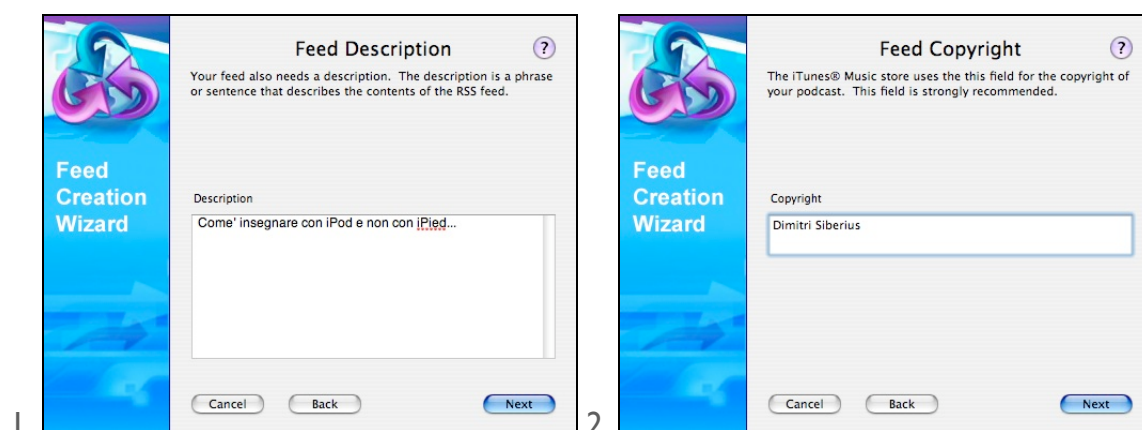 Feed Description
?
Your feed also needs a description. The description is a phrase
or sentence that describes the contents of the RSS feed.
Feed
Creation
Wizard
Description
Come' insegnare con iPod e non con iPied...
Cancel
Back
Next
1
Feed Copyright
?
The iTunes® Music store uses the this field for the copyright of
your podcast. This field is strongly recommended.
Feed
Creation
Wizard
Copyright
Dimitri Siberius
Cancel
Back
Next
2